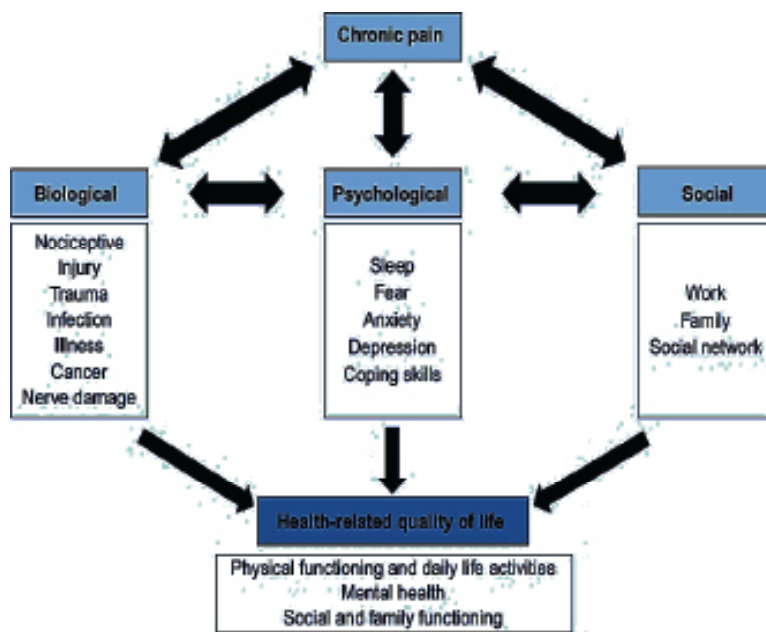 Chronic pain
Biological
Psychological
Social
Nociceptive
Injury
Trauma
Infection
Illness
Cancer
Nerve damage
Sleep
Fear
Anxiety
Depression
Coping skills
Work
Family
Social network
Health-related quality of life
Physical functioning and daily life activities
Mental health
Social and family functioning